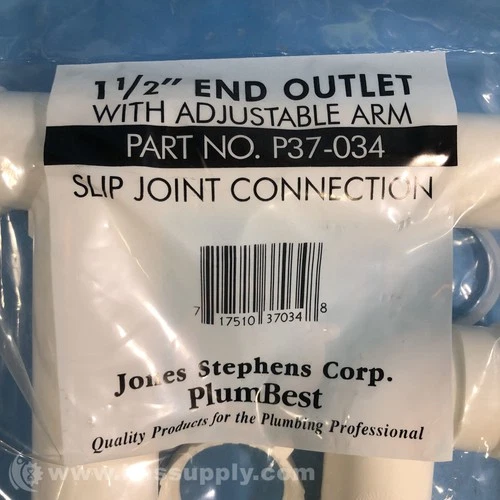 1 1/2" END OUTLET
WITH ADJUSTABLE ARM
PART NO. P37-034
SLIP JOINT CONNECTION
7 17510 37034 8
Jones Stephens Corp.
PlumBest
Quality Products for the Plumbing Professional